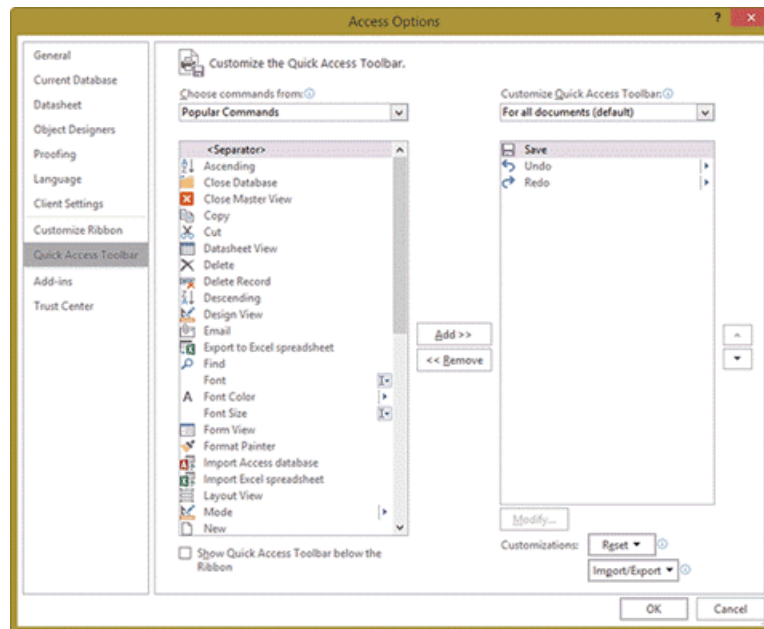 Access Options
?
General
Current Database
Datasheet
Object Designers
Proofing
Language
Client Settings
Customize Ribbon
Quick Access Toolbar
Add-ins
Trust Center
Customize the Quick Access Toolbar.
Choose commands from:
Popular Commands
<Separator>
Ascending
Close Database
Close Master View
Copy
Cut
Datasheet View
Delete
Delete Record
Descending
Design View
Email
Export to Excel spreadsheet
Find
Font
Font Color
Font Size
Form View
Format Painter
Import Access database
Import Excel spreadsheet
Layout View
Mode
New
Show Quick Access Toolbar below the
Ribbon
Add >>
<< Remove
Customize Quick Access Toolbar:
For all documents (default)
Save
Undo
Redo
Modify...
Customizations: Reset
Import/Export
OK Cancel